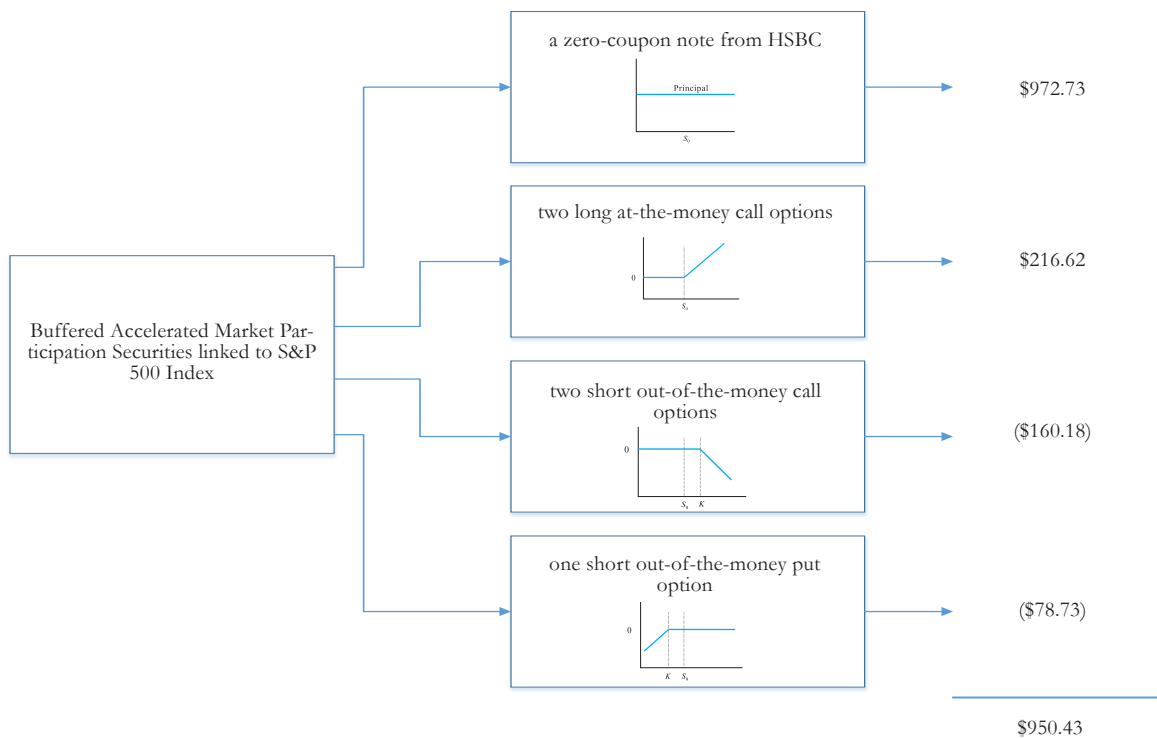 a zero-coupon note from HSBC
Principal
S₀
$972.73
two long at-the-money call options
0
S₀
$216.62
Buffered Accelerated Market Par-
ticipation Securities linked to S&P
500 Index
two short out-of-the-money call
options
0
S₀ K
($160.18)
one short out-of-the-money put
option
0
K S₀
($78.73)
$950.43